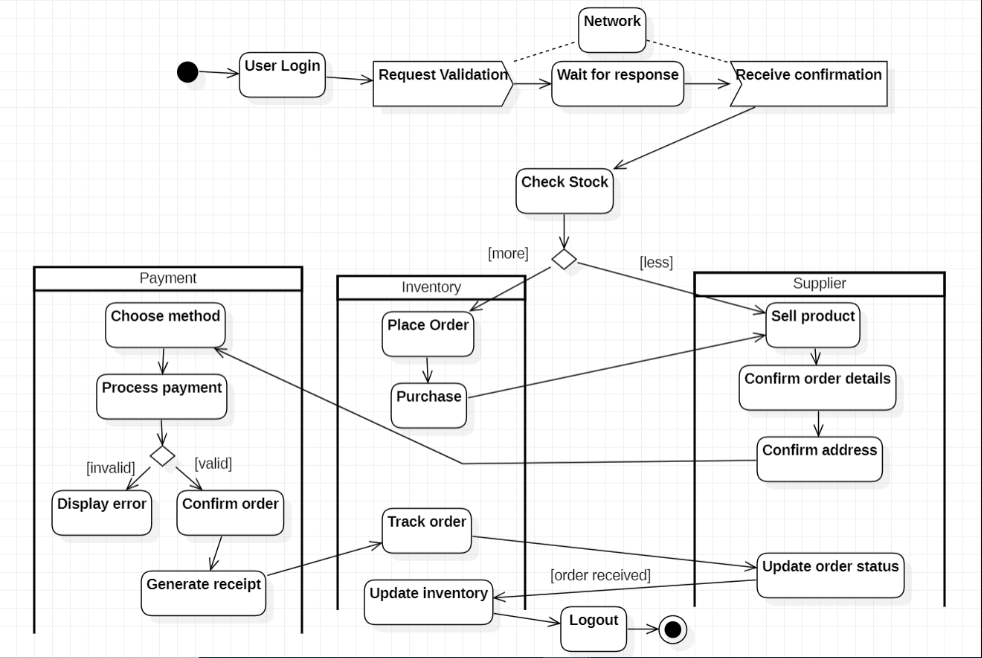 Network
User Login
Request Validation
Wait for response
Receive confirmation
Check Stock
[more]
[less]
Payment
Inventory
Supplier
Choose method
Place Order
Sell product
Process payment
Purchase
Confirm order details
Confirm address
[invalid]
[valid]
Display error
Confirm order
Track order
Generate receipt
Update order status
[order received]
Update inventory
Logout